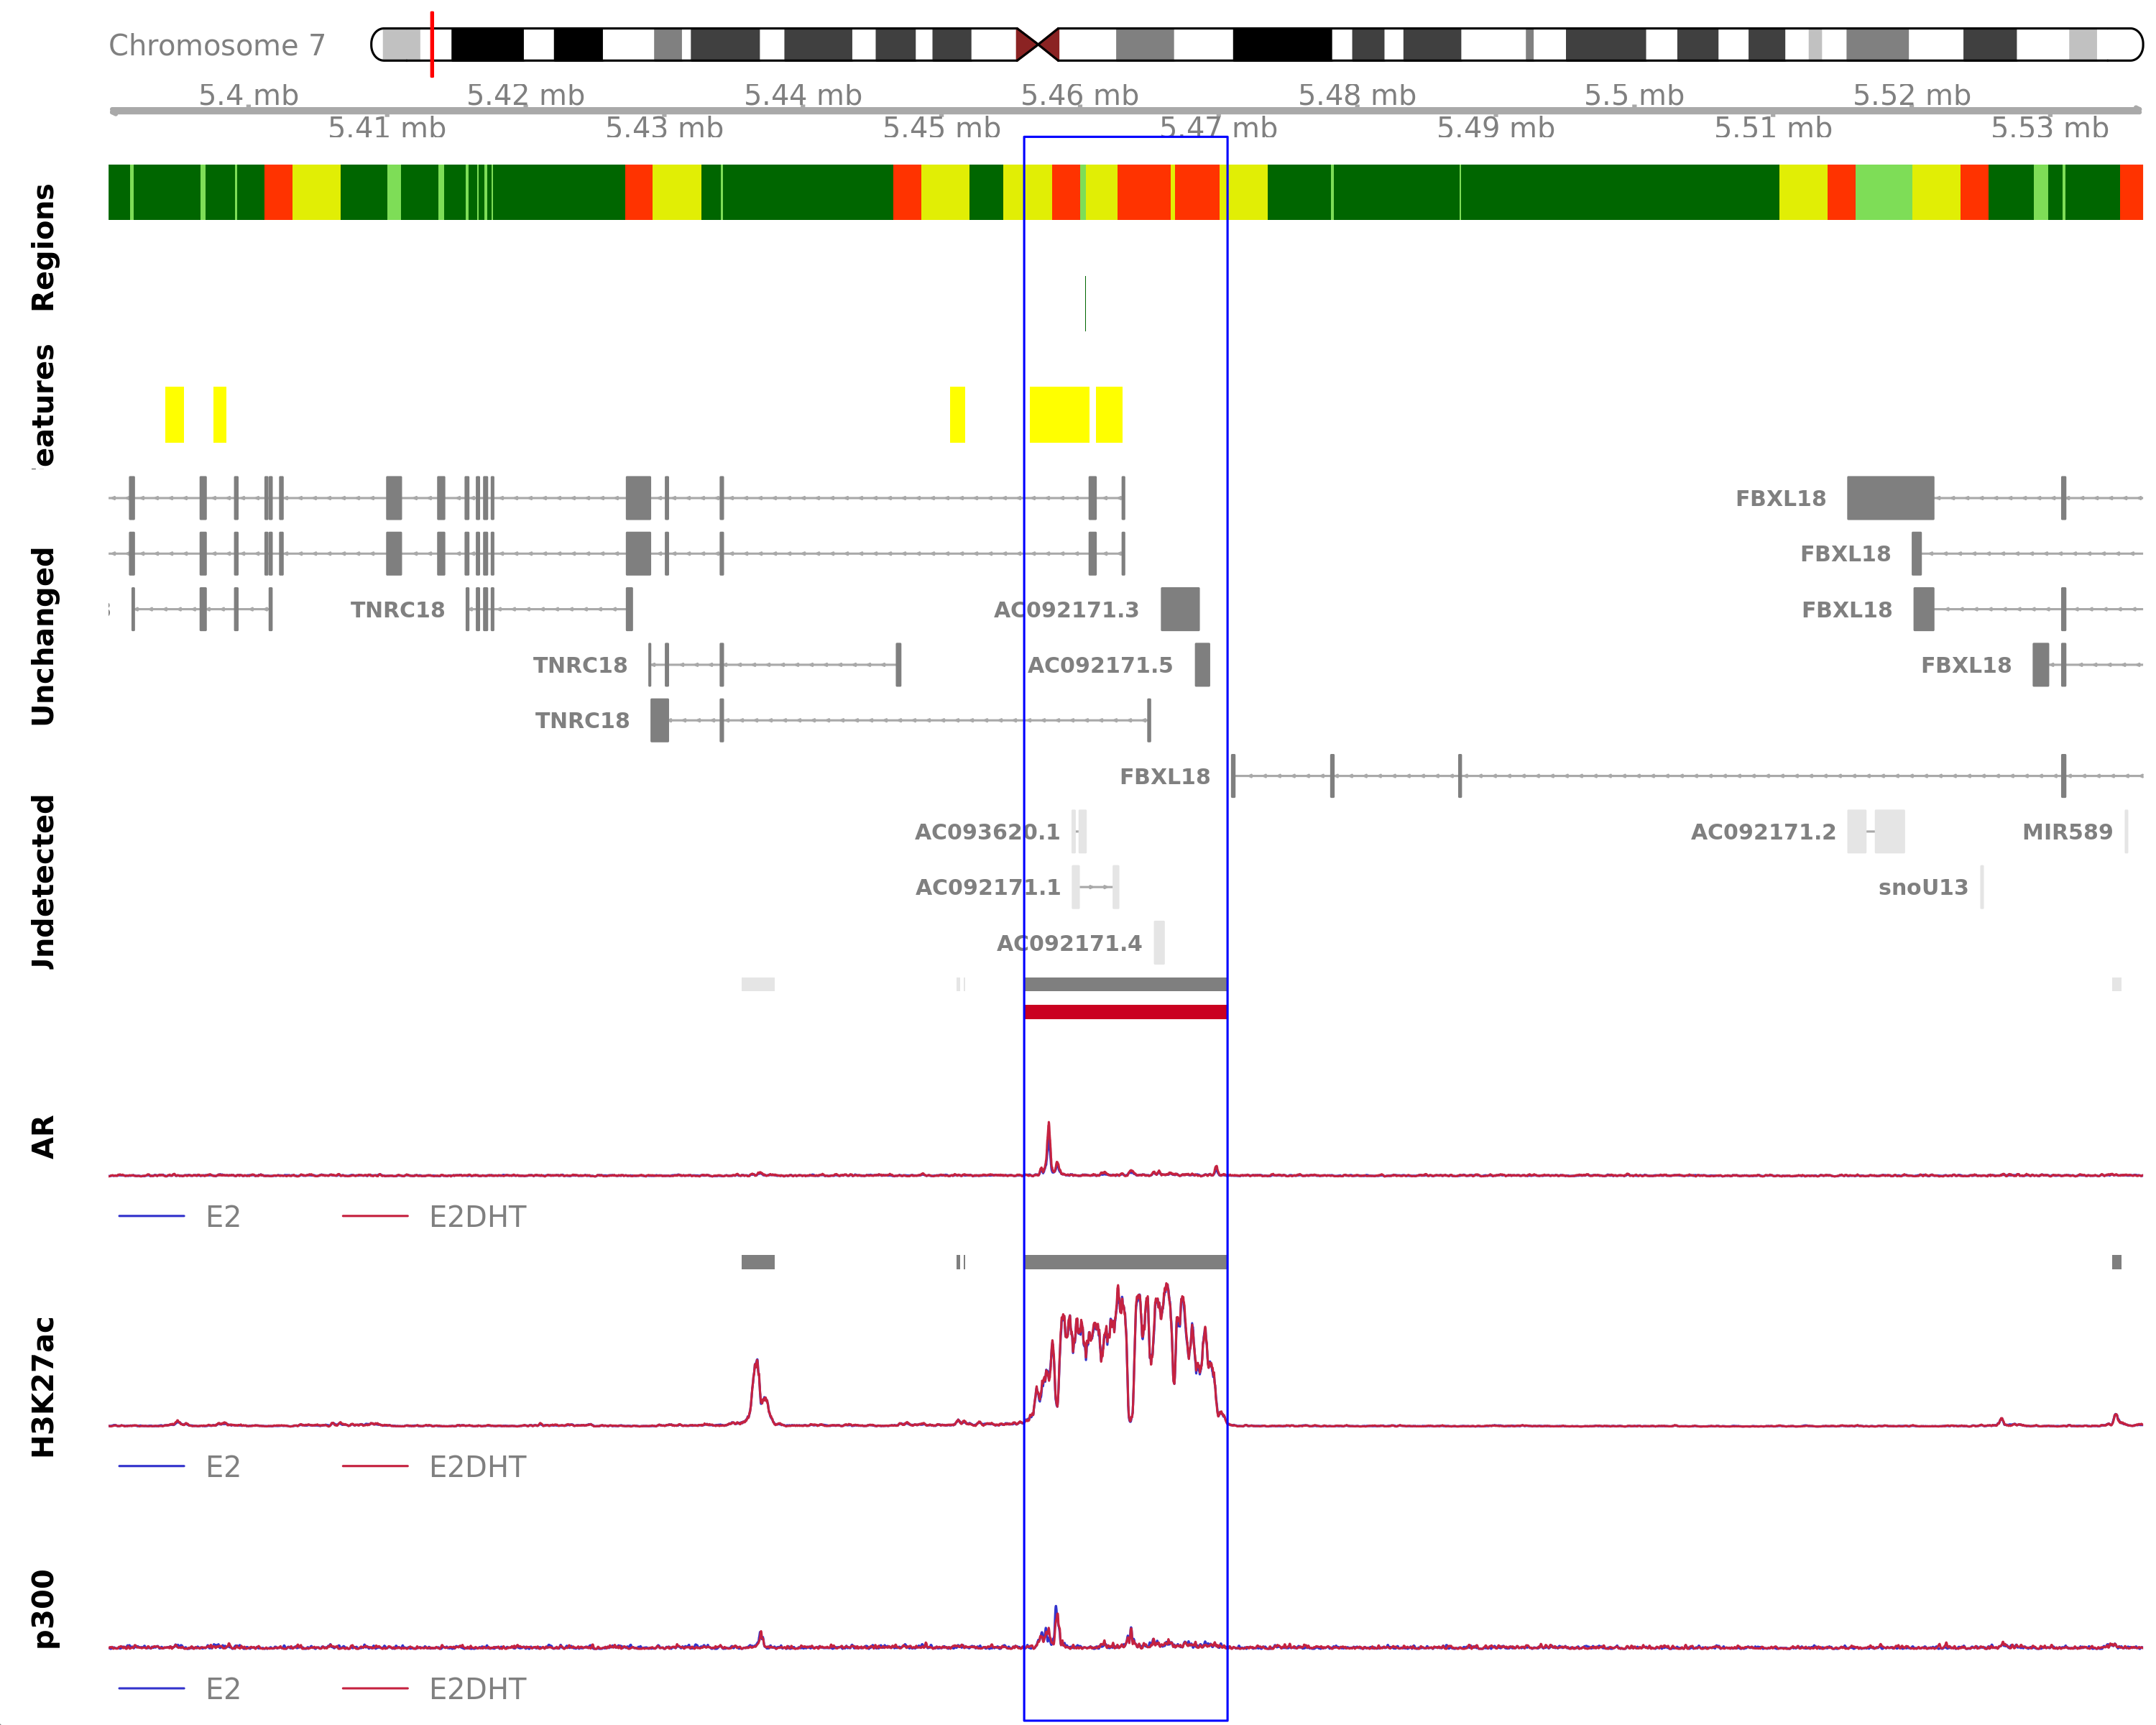 Chromosome 7
5.4 mb 5.42 mb 5.44 mb 5.46 mb 5.48 mb 5.5 mb 5.52 mb
5.41 mb 5.43 mb 5.45 mb 5.47 mb 5.49 mb 5.51 mb 5.53 mb
Regions
eatures
Unchanged
FBXL18
FBXL18
TNRC18 AC092171.3 FBXL18
TNRC18 AC092171.5 FBXL18
TNRC18
FBXL18
Undetected
AC093620.1 AC092171.2 MIR589
AC092171.1 snoU13
AC092171.4
AR
E2 E2DHT
H3K27ac
E2 E2DHT
p300
E2 E2DHT